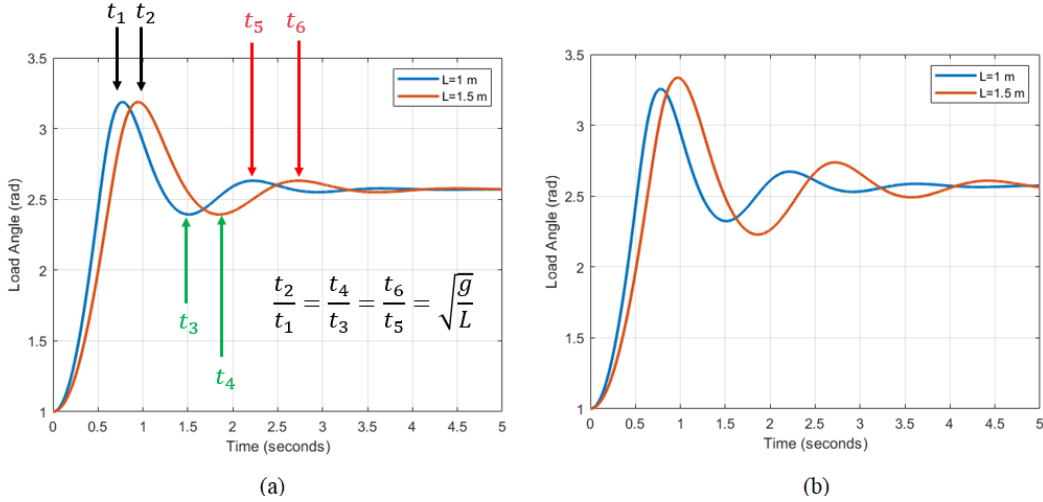 t₁ t₂ t₅ t₆
3.5
3
2.5
2
1.5
1
Load Angle (rad)
L=1 m
L=1.5 m
t₂/t₁ = t₄/t₃ = t₆/t₅ = √(g/L)
t₃
t₄
0 0.5 1 1.5 2 2.5 3 3.5 4 4.5 5
Time (seconds)
(a)
3.5
3
2.5
2
1.5
1
Load Angle (rad)
L=1 m
L=1.5 m
0 0.5 1 1.5 2 2.5 3 3.5 4 4.5 5
Time (seconds)
(b)